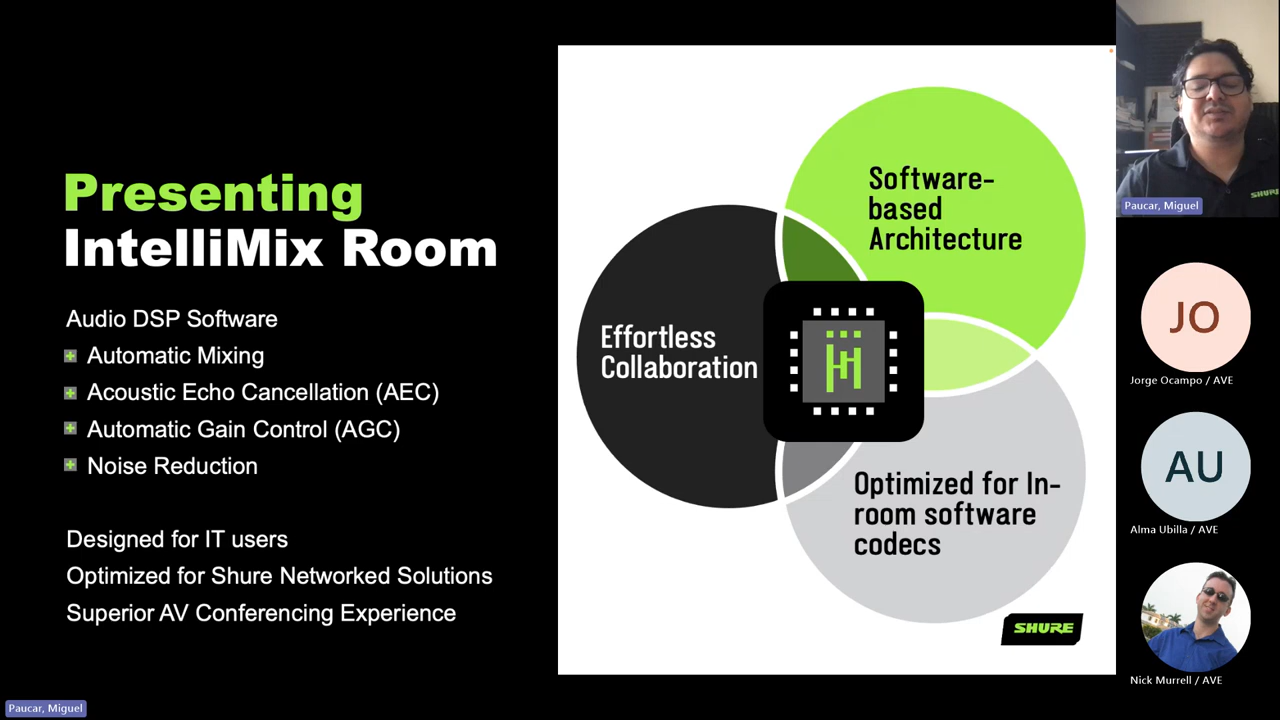 Presenting
IntelliMix Room
Audio DSP Software
Automatic Mixing
Acoustic Echo Cancellation (AEC)
Automatic Gain Control (AGC)
Noise Reduction
Designed for IT users
Optimized for Shure Networked Solutions
Superior AV Conferencing Experience
Software-
based
Architecture
Effortless
Collaboration
Optimized for In-
room software
codecs
SHURE
SHURE
Paucar, Miguel
JO
Jorge Ocampo / AVE
AU
Alma Ubilla / AVE
Nick Murrell / AVE
Paucar, Miguel